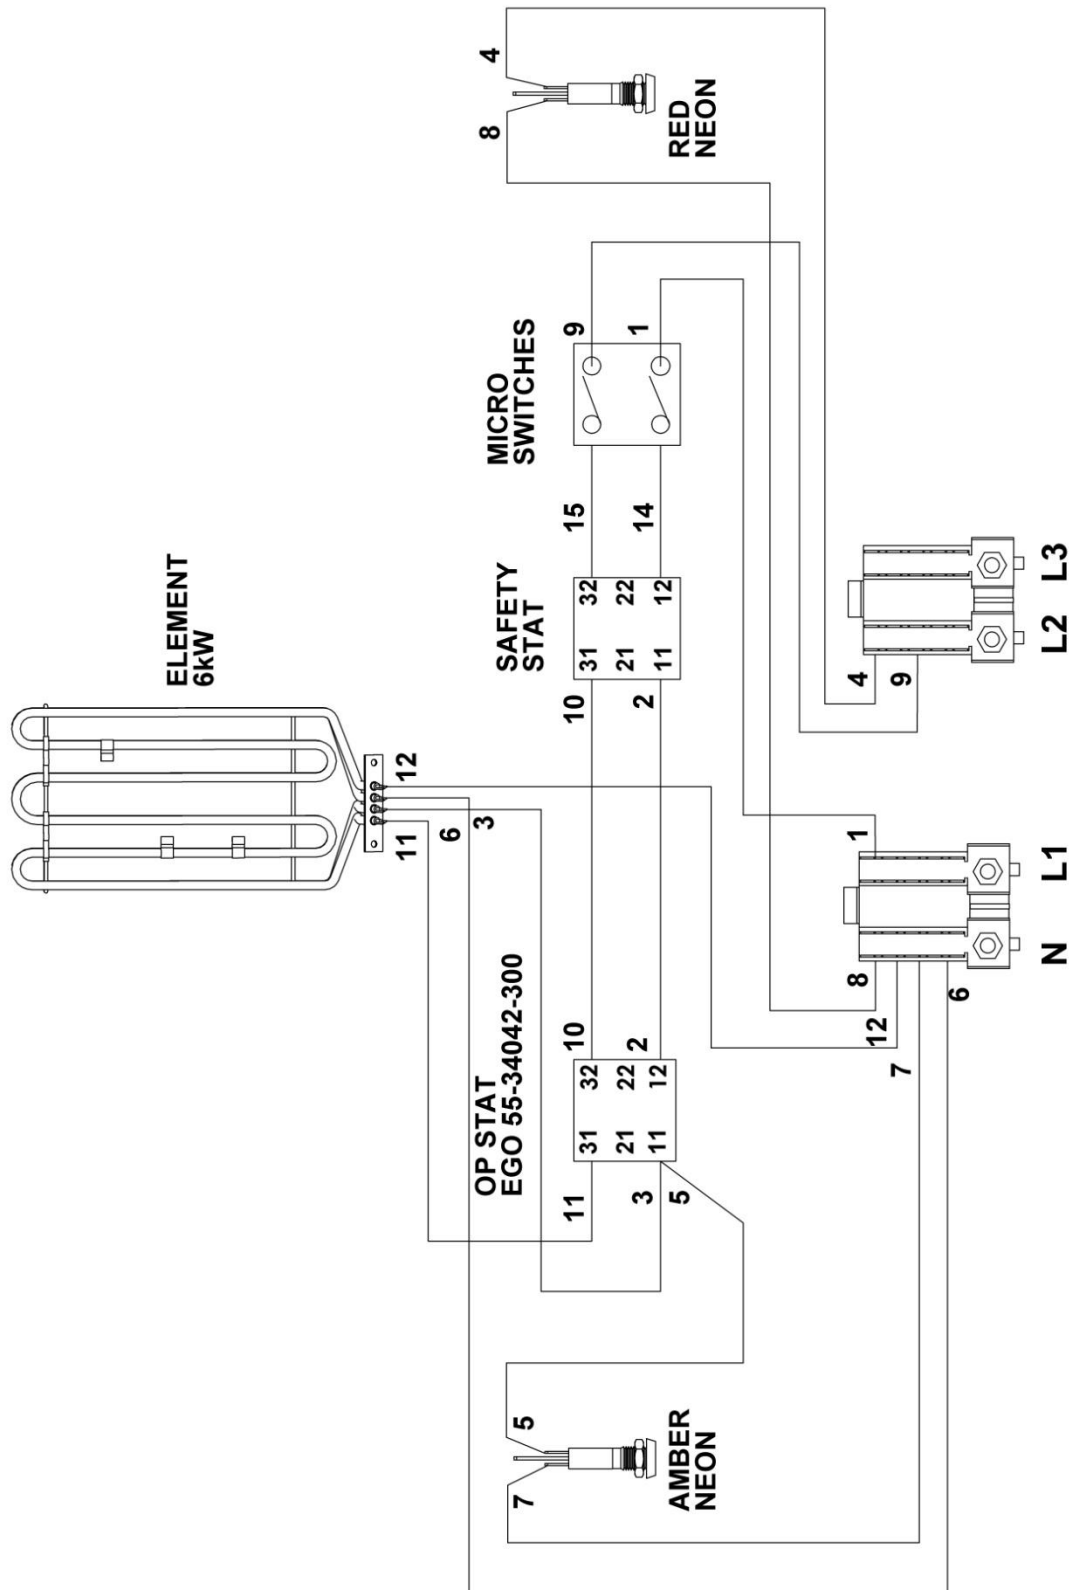 ELEMENT
6kW
11
12
6
3
OP STAT
EGO 55-34042-300
11
3
5
31 32
21 22
11 12
10
2
SAFETY
STAT
10
2
31 32
21 22
11 12
15
14
MICRO
SWITCHES
9
1
7
5
AMBER
NEON
8
4
RED
NEON
8
12
7
6
1
N
L1
4
9
L2
L3